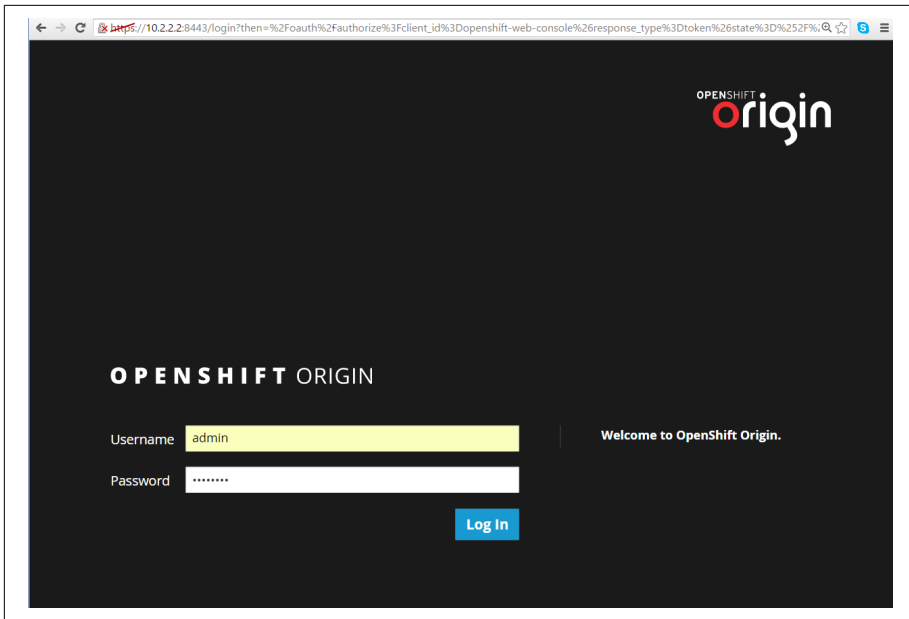 https://10.2.2.2:8443/login?then=%2Foauth%2Fauthorize%3Fclient_id%3Dopenshift-web-console%26response_type%3Dtoken%26state%3D%252F%
OPENSHIFT
origin
OPENSHIFT ORIGIN
Username admin
Welcome to OpenShift Origin.
Password ••••••••
Log In